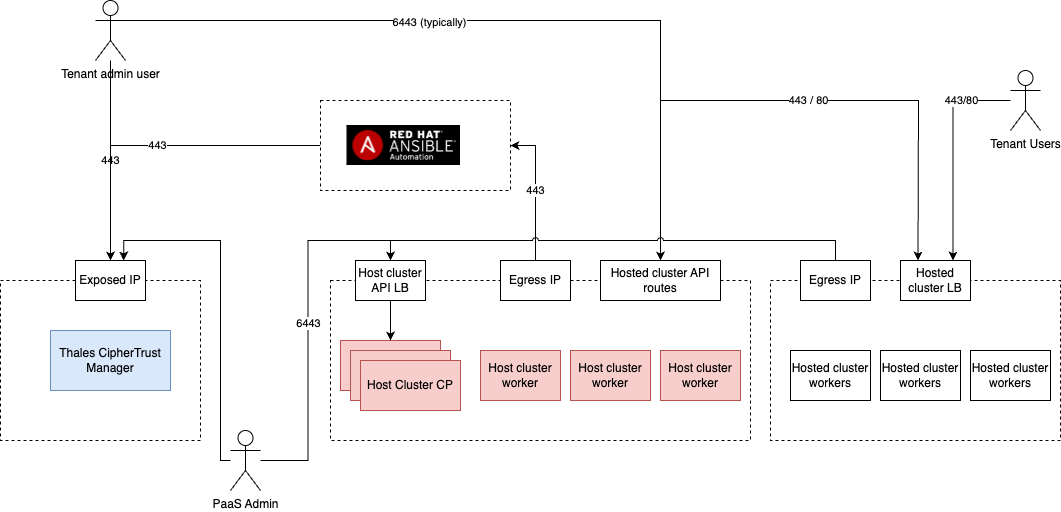 6443 (typically)
Tenant admin user
443 / 80
443/80
Tenant Users
RED HAT
ANSIBLE
Automation
443
443
443
Exposed IP
Host cluster
API LB
Egress IP
Hosted cluster API
routes
Egress IP
Hosted
cluster LB
6443
Thales CipherTrust
Manager
Host Cluster CP
Host cluster
worker
Host cluster
worker
Host cluster
worker
Hosted cluster
workers
Hosted cluster
workers
Hosted cluster
workers
PaaS Admin